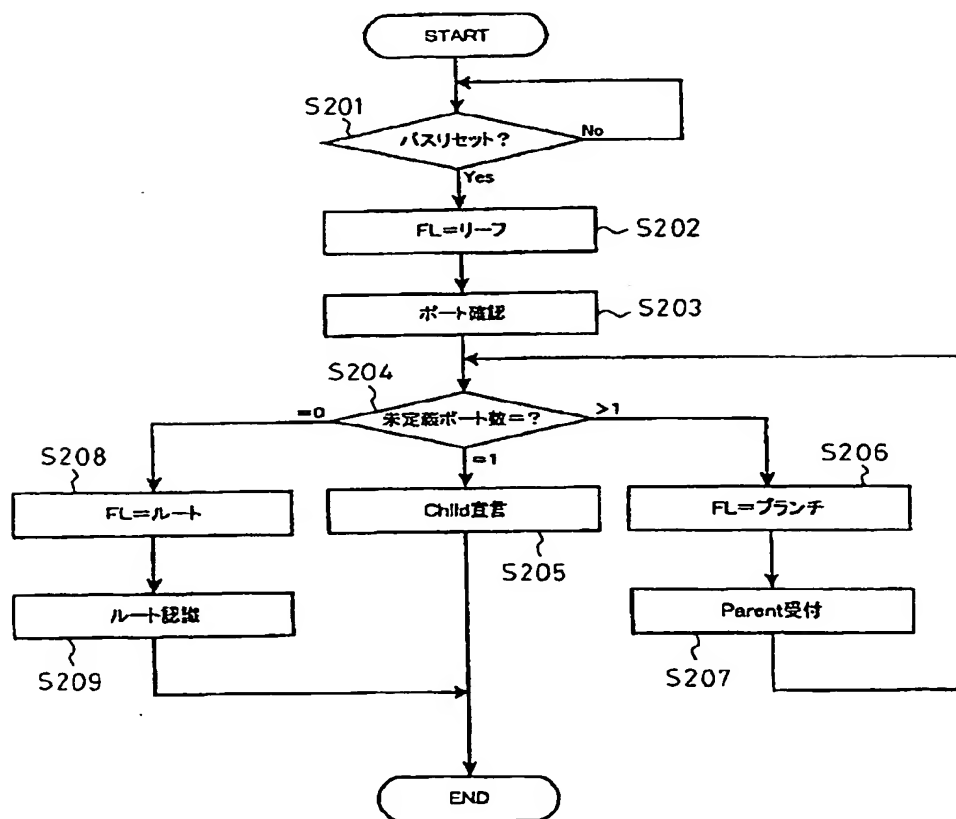 START
S201
バスリセット?
No
Yes
FL=リーフ
S202
ポート確認
S203
S204
未定義ポート数=?
=0
=1
>1
S208
FL=ルート
Child宣言
S205
S206
FL=ブランチ
ルート認識
S209
Parent受付
S207
END